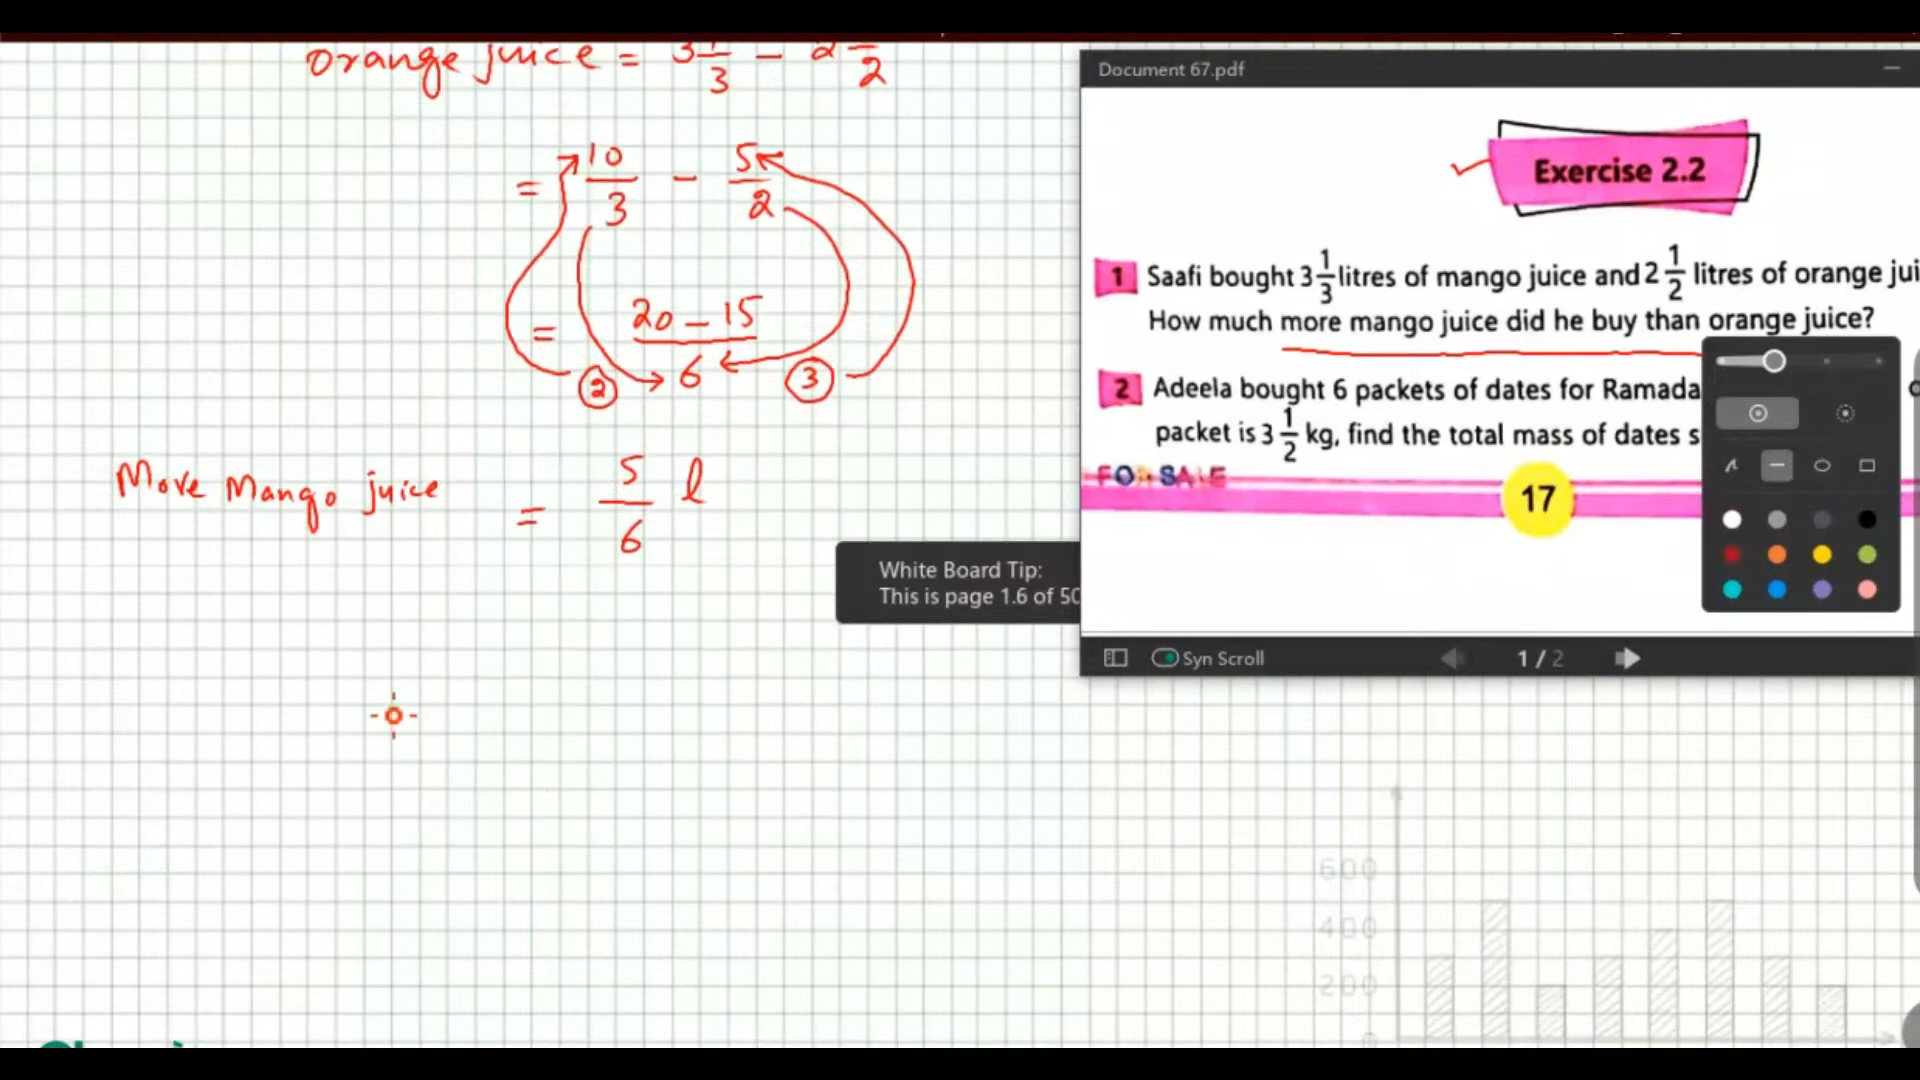 orange juice = 3 1/3 - 2 1/2
= 10/3 - 5/2
= 20 - 15 / 6
2 3
Move Mango juice = 5/6 l
White Board Tip:
This is page 1.6 of 50
Document 67.pdf
Exercise 2.2
1 Saafi bought 3 1/3 litres of mango juice and 2 1/2 litres of orange jui
How much more mango juice did he buy than orange juice?
2 Adeela bought 6 packets of dates for Ramada
packet is 3 1/2 kg, find the total mass of dates s
FOR SALE
17
Syn Scroll 1 / 2
600
400
200
0